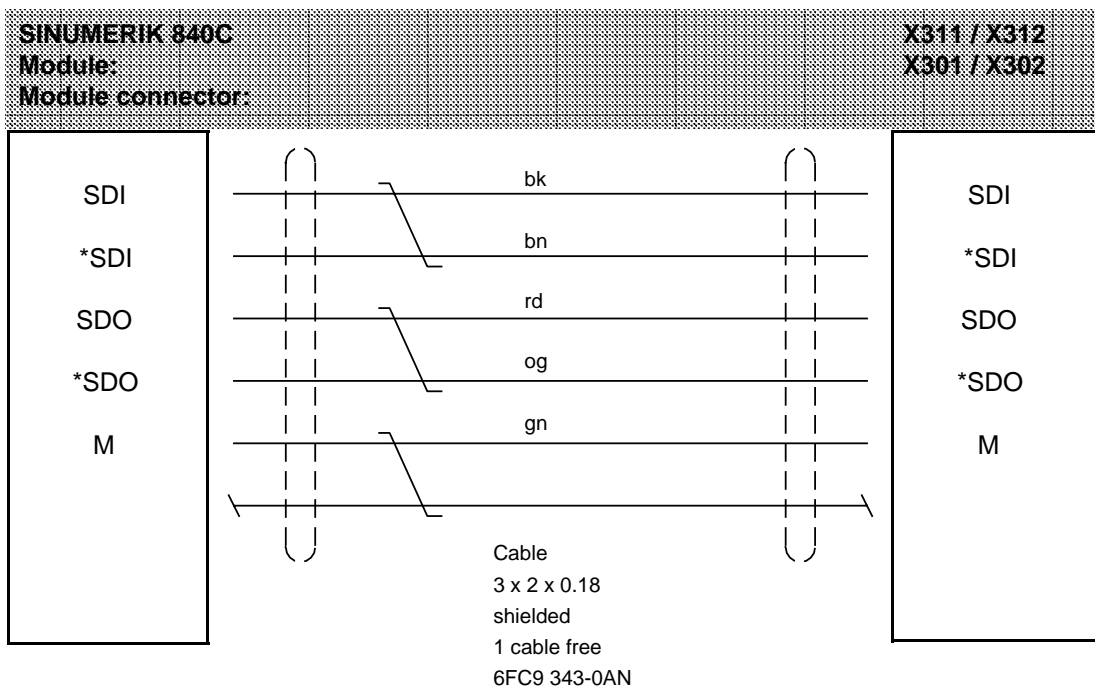 SINUMERIK 840C X311 / X312
Module: X301 / X302
Module connector:
SDI bk SDI
*SDI bn *SDI
SDO rd SDO
*SDO og *SDO
M gn M
Cable
3 x 2 x 0.18
shielded
1 cable free
6FC9 343-0AN